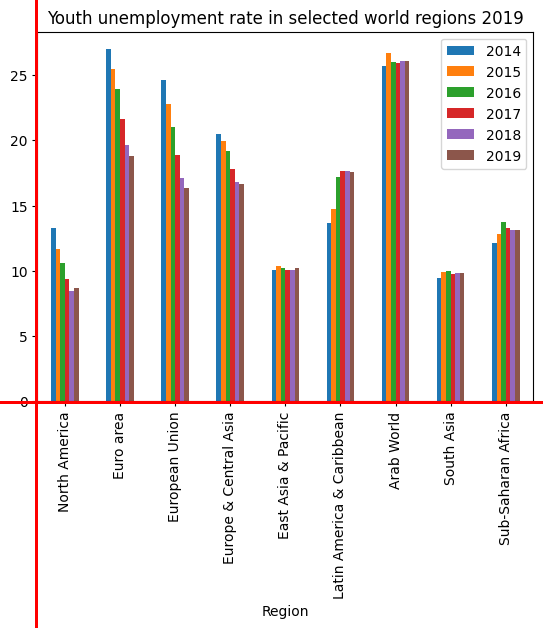 Youth unemployment rate in selected world regions 2019
2014
2015
2016
2017
2018
2019
25
20
15
10
5
0
North America
Euro area
European Union
Europe & Central Asia
East Asia & Pacific
Latin America & Caribbean
Arab World
South Asia
Sub-Saharan Africa
Region